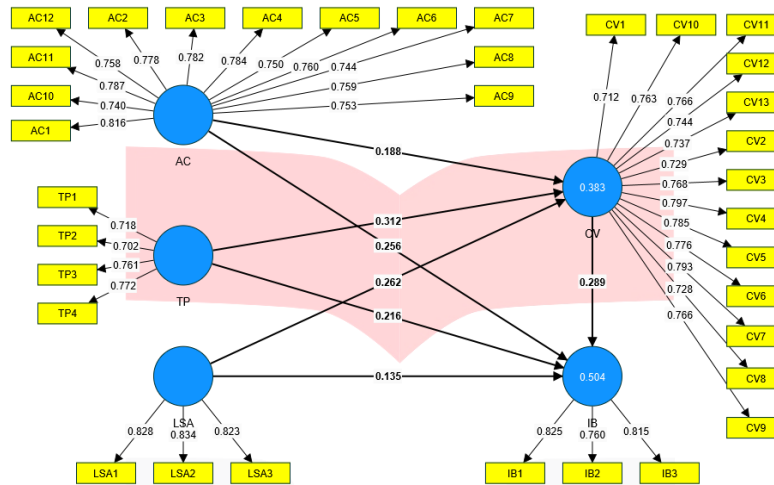 AC12 AC2 AC3 AC4 AC5 AC6 AC7 CV1 CV10 CV11
0.758 0.778 0.782 0.784 0.750 0.760 0.744
AC11 AC8 CV12
0.787 0.759 0.712 0.763 0.766 0.744
AC10 AC9 CV13
0.740 0.753 0.737
AC1 0.816 CV2
0.729
AC 0.188 CV3
0.768
0.383 0.797 CV4
TP1 0.785
0.718 0.312 CV CV5
TP2 0.702 0.256 0.776
TP3 0.761 0.262 0.289 0.793 CV6
0.772 0.728
TP4 TP 0.216 0.766 CV7
0.135 0.504 CV8
LSA IB CV9
0.828 0.834 0.823 0.825 0.760 0.815
LSA1 LSA2 LSA3 IB1 IB2 IB3